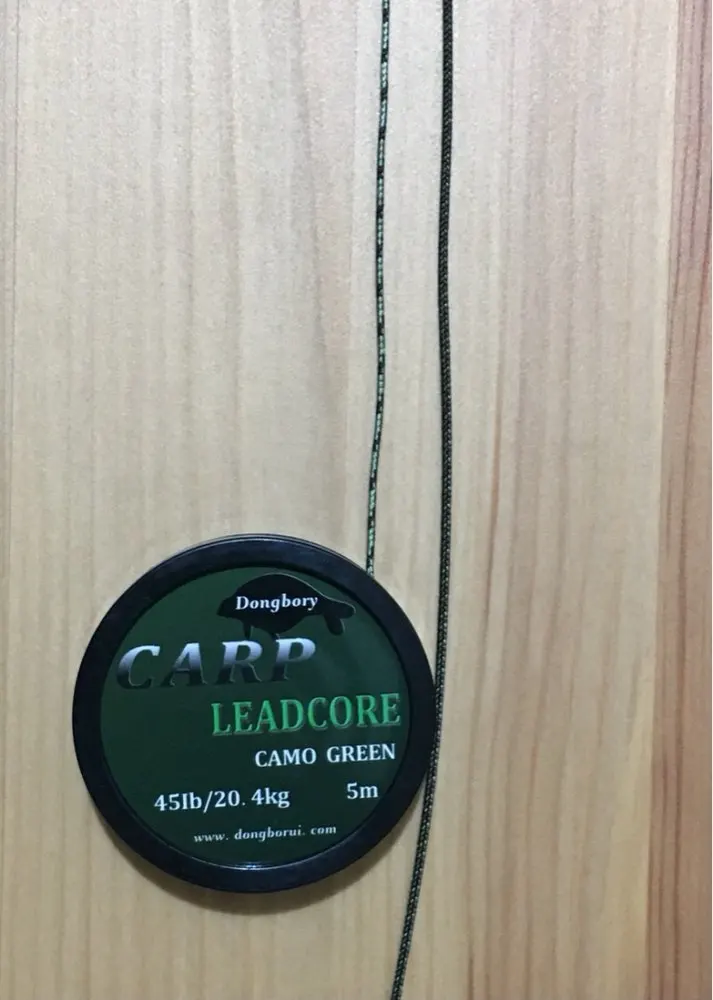 Dongbory
CARP
LEADCORE
CAMO GREEN
45lb/20. 4kg 5m
www. dongborui. com